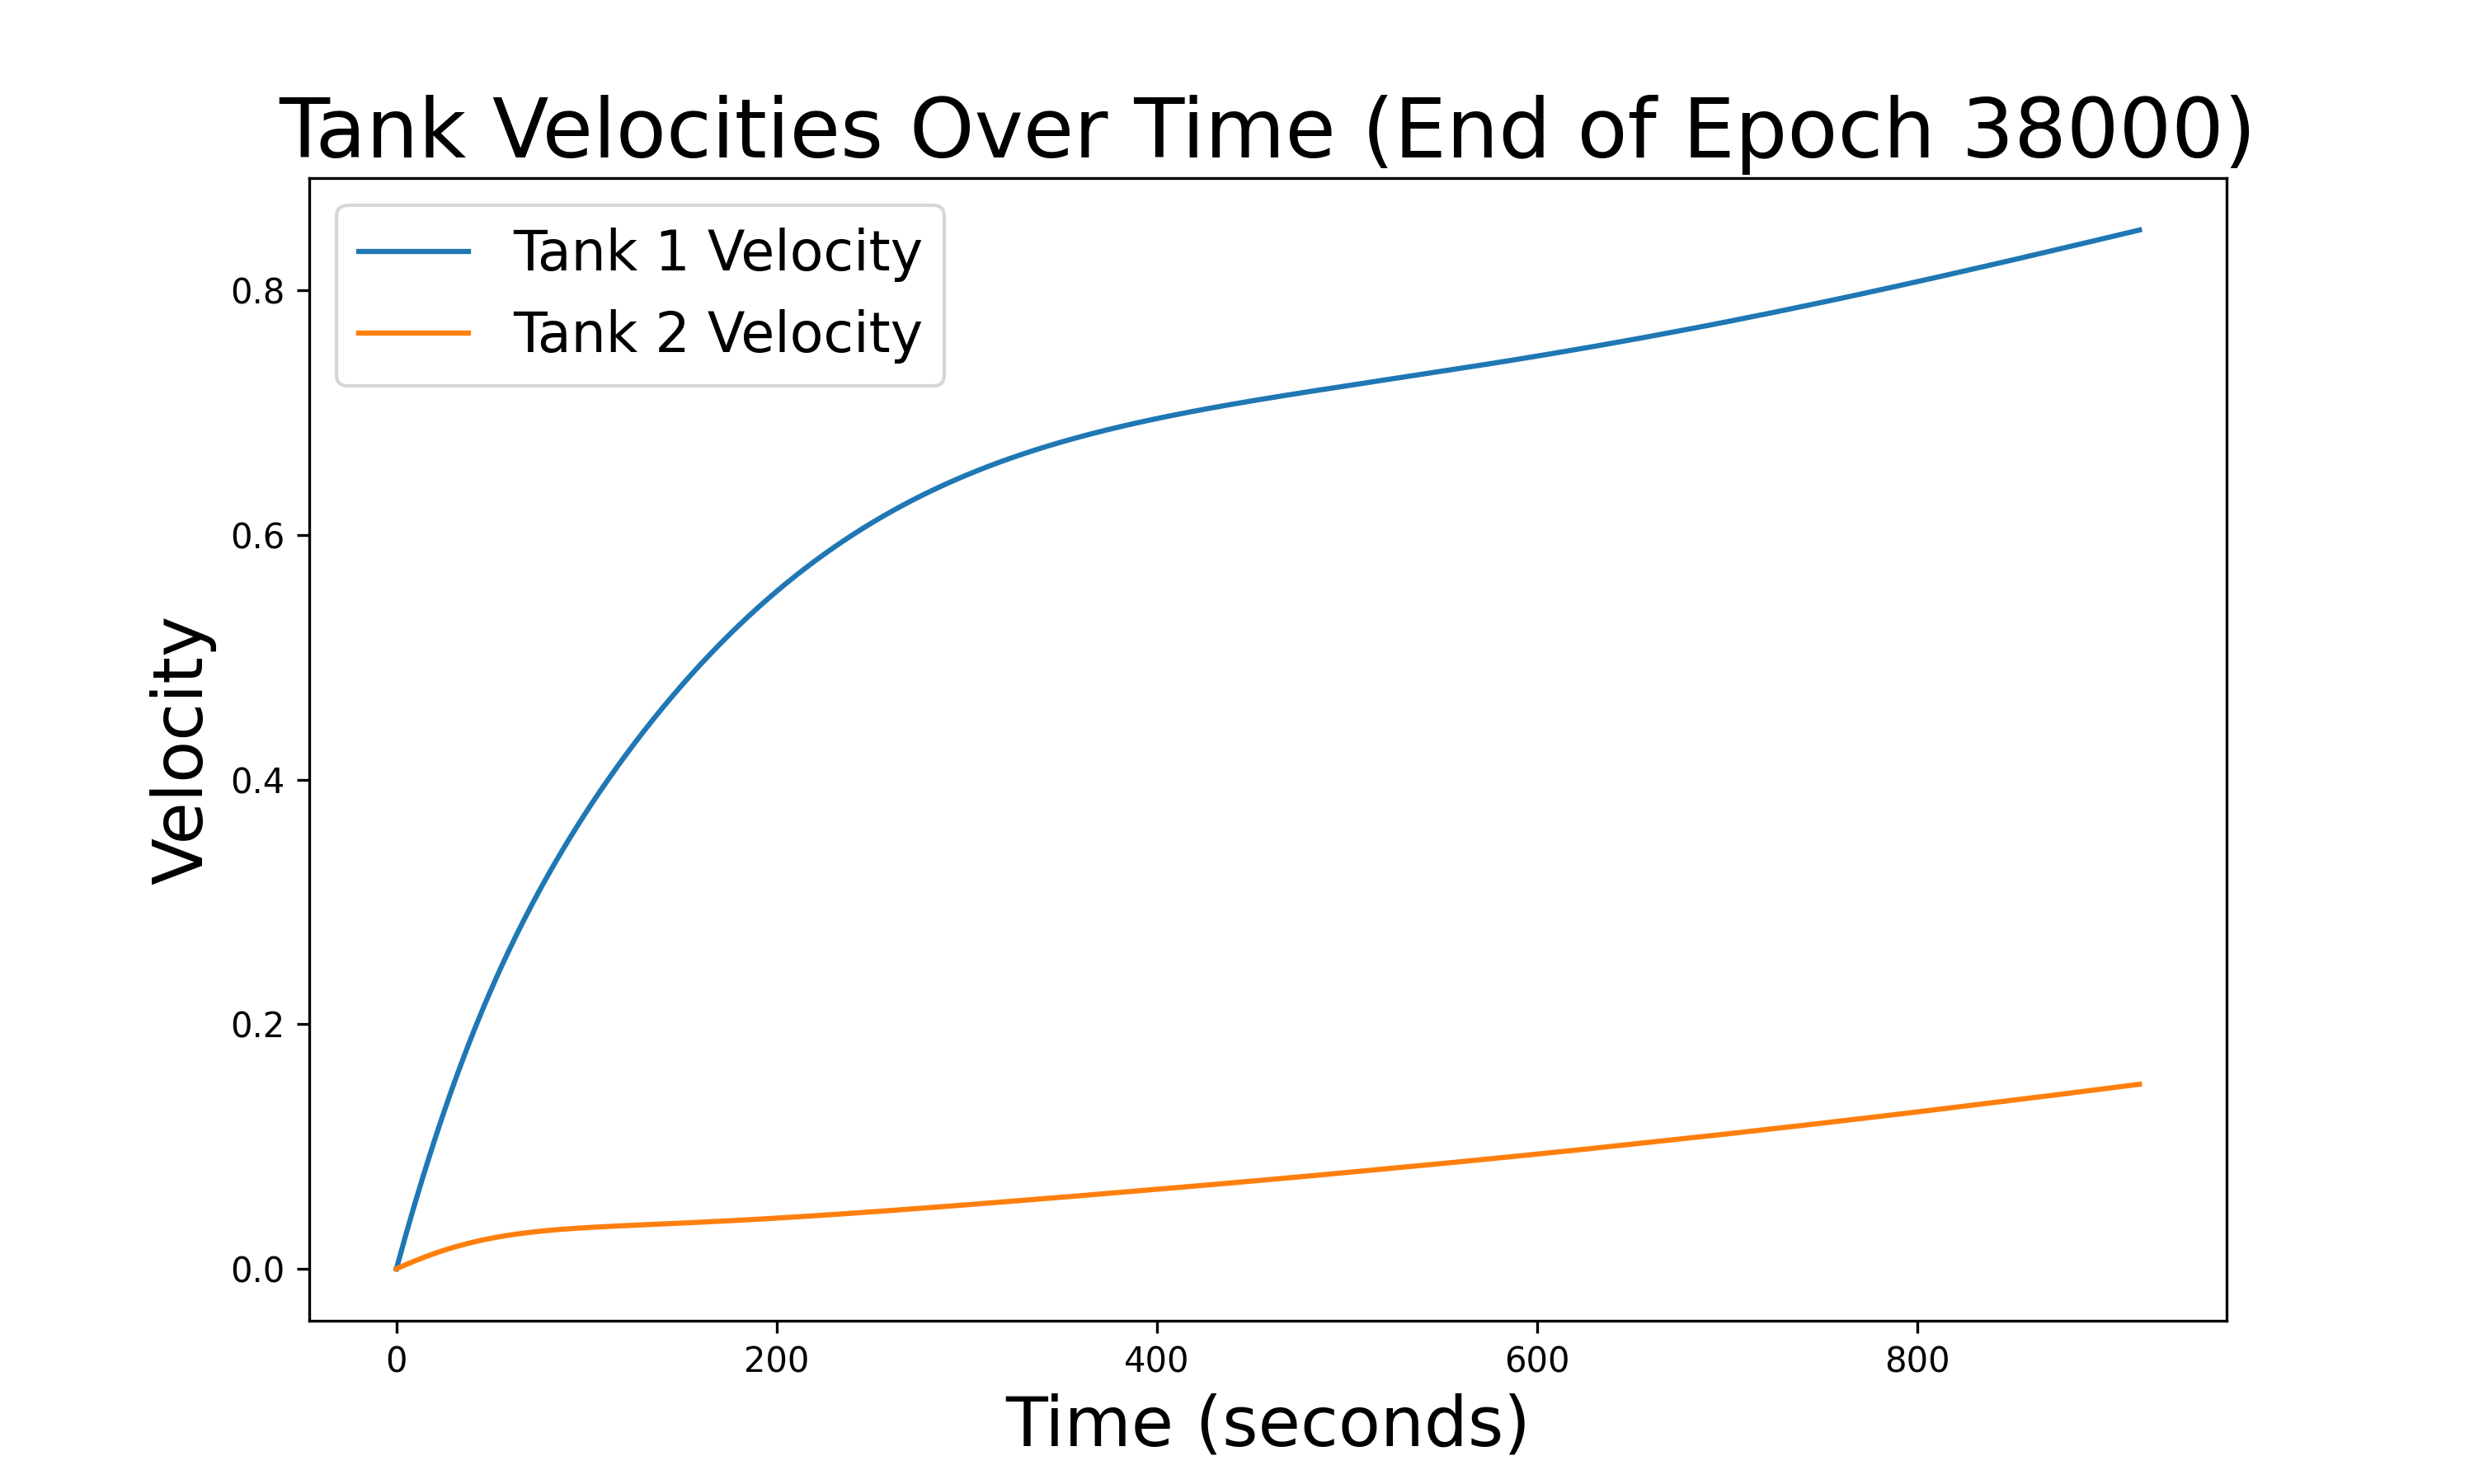 Tank Velocities Over Time (End of Epoch 38000)
Tank 1 Velocity
Tank 2 Velocity
Velocity
0.8
0.6
0.4
0.2
0.0
0 200 400 600 800
Time (seconds)